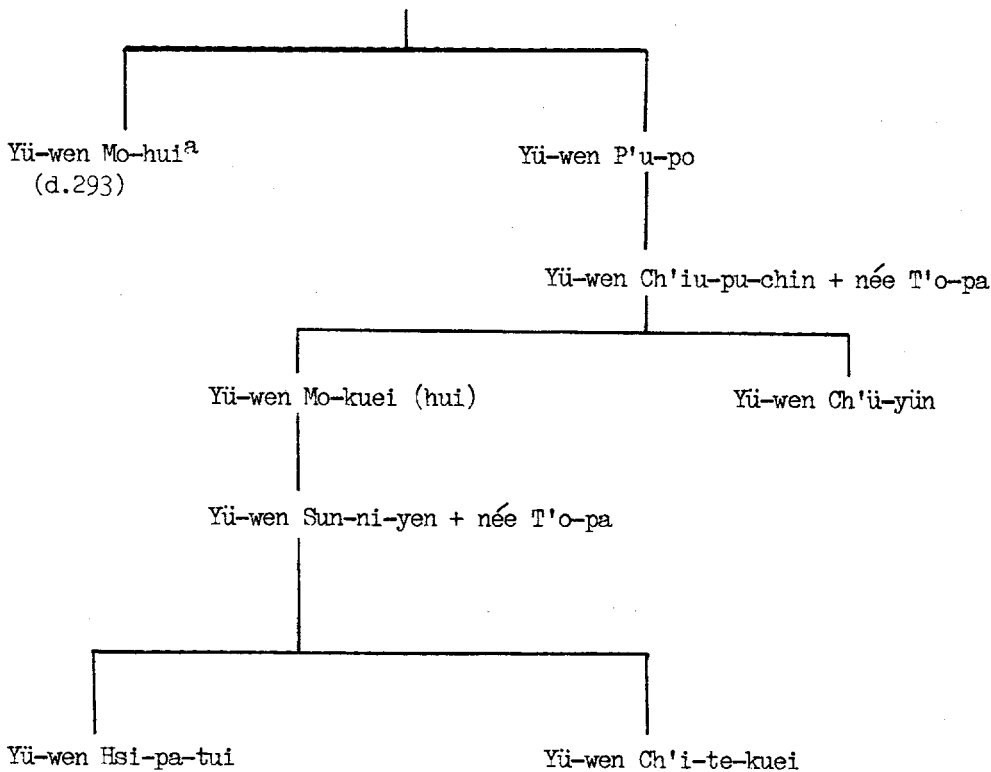 Yü-wen Mo-huiª
(d.293)
Yü-wen P'u-po
Yü-wen Ch'iu-pu-chin + née T'o-pa
Yü-wen Mo-kuei (hui)
Yü-wen Ch'ü-yün
Yü-wen Sun-ni-yen + née T'o-pa
Yü-wen Hsi-pa-tui
Yü-wen Ch'i-te-kuei